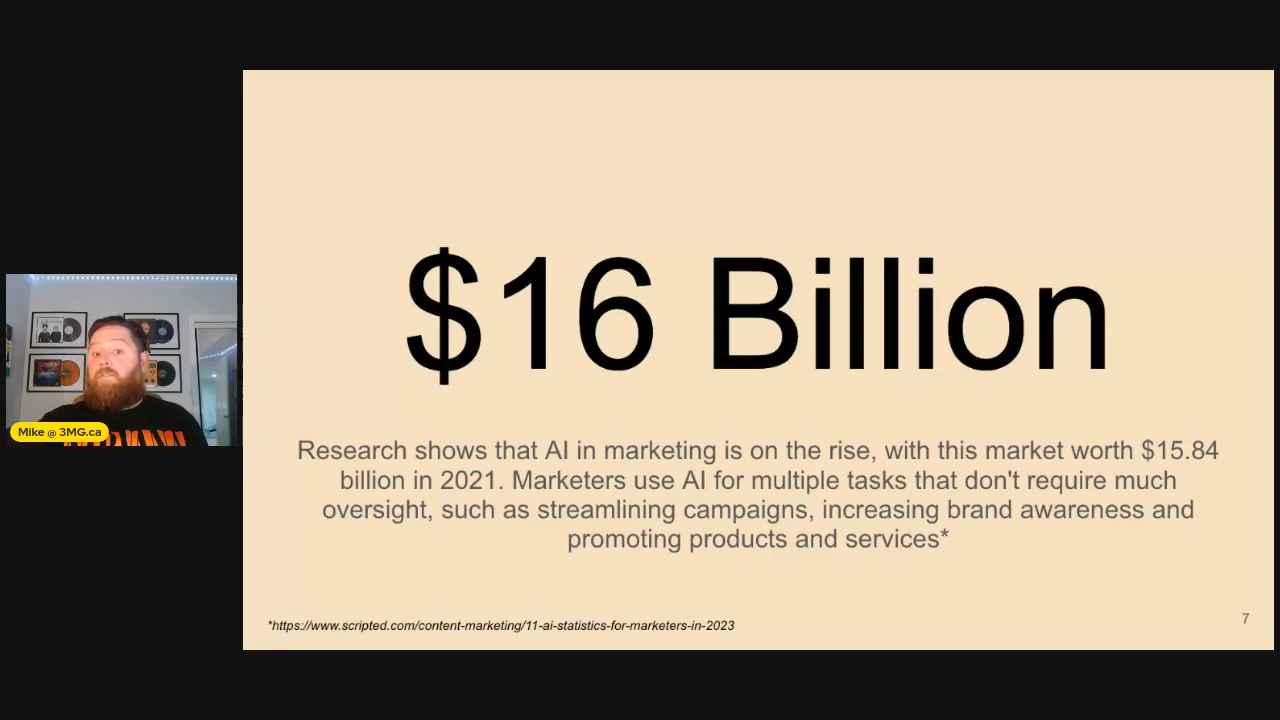 $16 Billion
Research shows that AI in marketing is on the rise, with this market worth $15.84
billion in 2021. Marketers use AI for multiple tasks that don't require much
oversight, such as streamlining campaigns, increasing brand awareness and
promoting products and services*
*https://www.scripted.com/content-marketing/11-ai-statistics-for-marketers-in-2023
7
Mike @ 3MG.ca